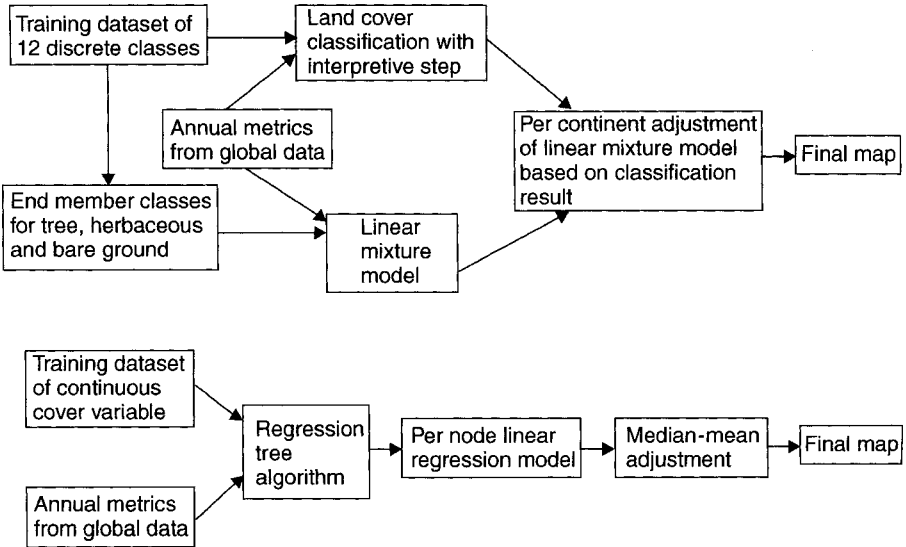 Training dataset of
12 discrete classes
Land cover
classification with
interpretive step
Annual metrics
from global data
Per continent adjustment
of linear mixture model
based on classification
result
Final map
End member classes
for tree, herbaceous
and bare ground
Linear
mixture
model
Training dataset
of continuous
cover variable
Regression
tree
algorithm
Per node linear
regression model
Median-mean
adjustment
Final map
Annual metrics
from global data